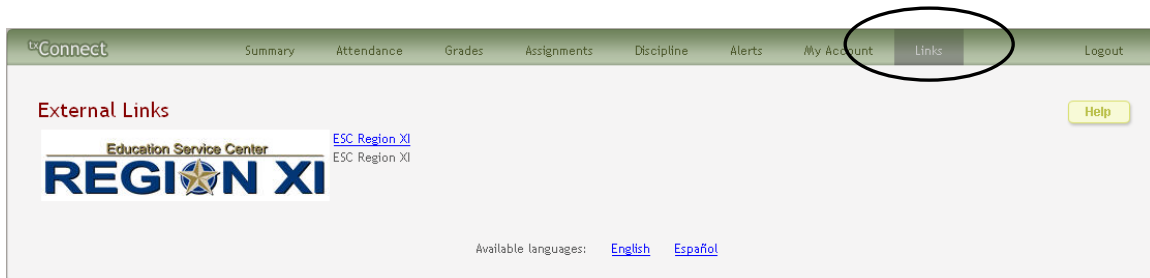 txConnect Summary Attendance Grades Assignments Discipline Alerts My Account Links Logout
External Links
Help
Education Service Center
REGION XI
ESC Region XI
ESC Region XI
Available languages: English Español